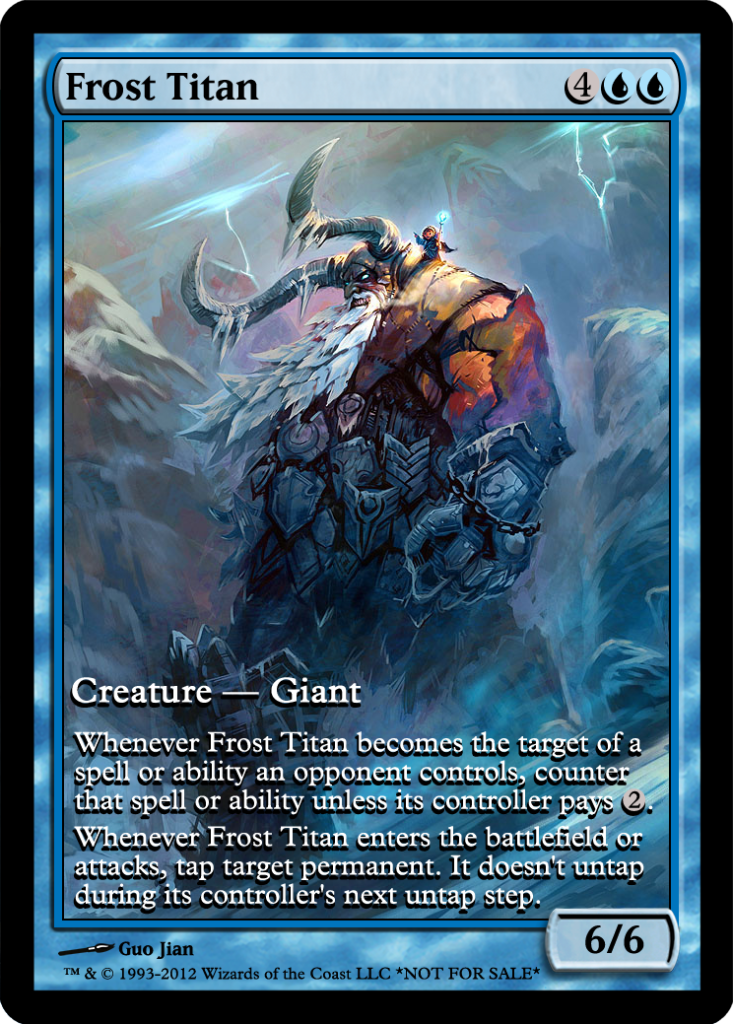 Frost Titan 4
Creature — Giant
Whenever Frost Titan becomes the target of a
spell or ability an opponent controls, counter
that spell or ability unless its controller pays 2.
Whenever Frost Titan enters the battlefield or
attacks, tap target permanent. It doesn't untap
during its controller's next untap step.
6/6
Guo Jian
™ & © 1993-2012 Wizards of the Coast LLC *NOT FOR SALE*